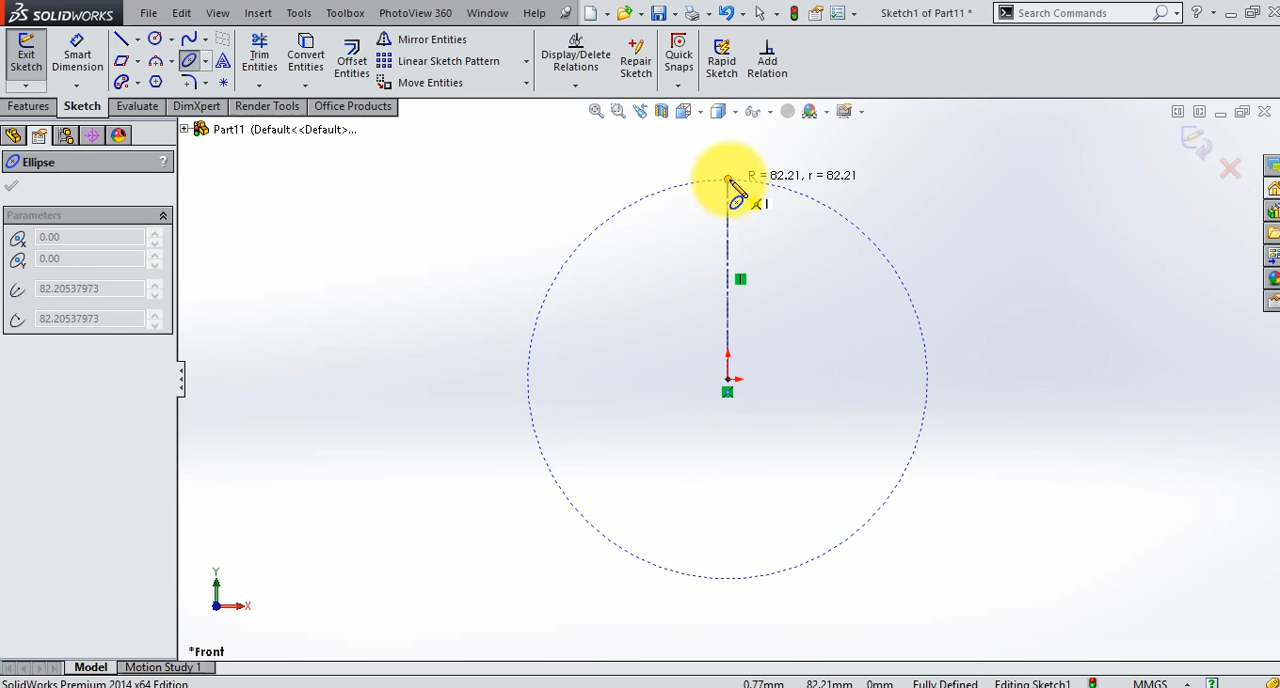 SOLIDWORKS File Edit View Insert Tools Toolbox PhotoView 360 Window Help Sketch1 of Part11 * Search Commands
Exit Sketch
Smart Dimension
Trim Entities
Convert Entities
Offset Entities
Mirror Entities
Linear Sketch Pattern
Move Entities
Display/Delete Relations
Repair Sketch
Quick Snaps
Rapid Sketch
Add Relation
Features Sketch Evaluate DimXpert Render Tools Office Products
Part11 (Default<<Default>...
Ellipse ?
Parameters
0.00
0.00
82.20537973
82.20537973
R = 82.21, r = 82.21
Y
X
*Front
Model Motion Study 1
SolidWorks Premium 2014 x64 Edition 0.77mm 82.21mm 0mm Fully Defined Editing Sketch1 MMGS ?